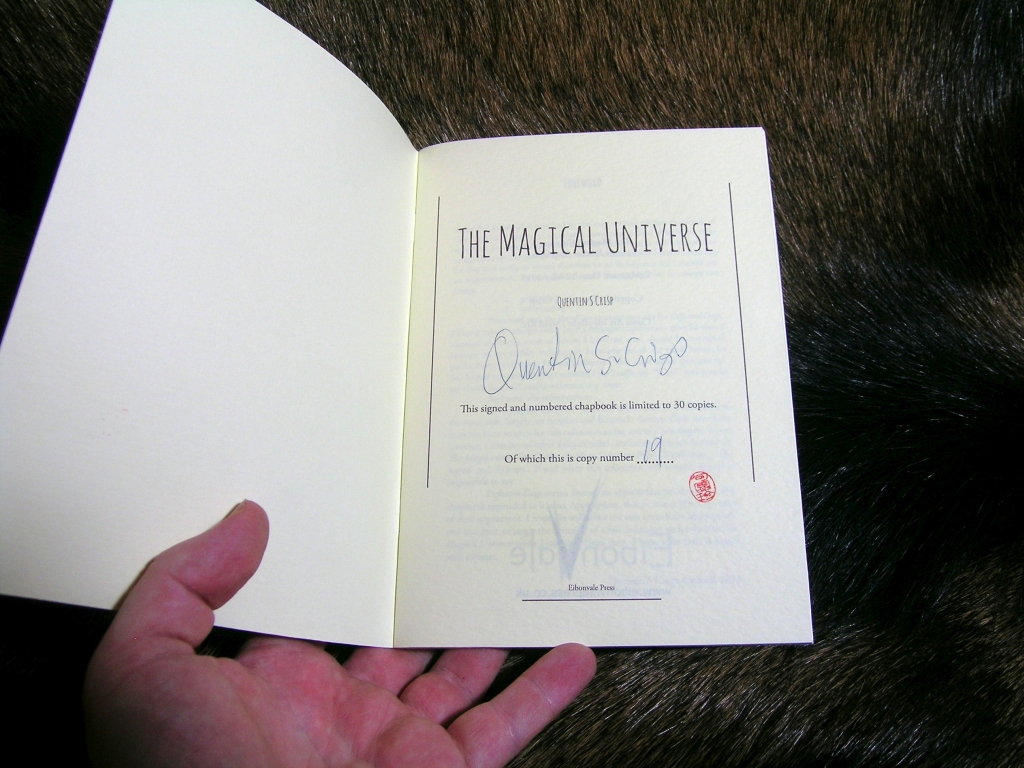 The Magical Universe
Quentin S Crisp
Quentin S. Crisp
This signed and numbered chapbook is limited to 30 copies.
Of which this is copy number 19
Eibonvale
Eibonvale Press